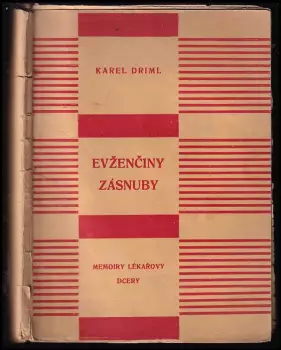 KAREL DRIML
EVŽENČINY
ZÁSNUBY
MEMOIRY LÉKAŘOVY
DCERY